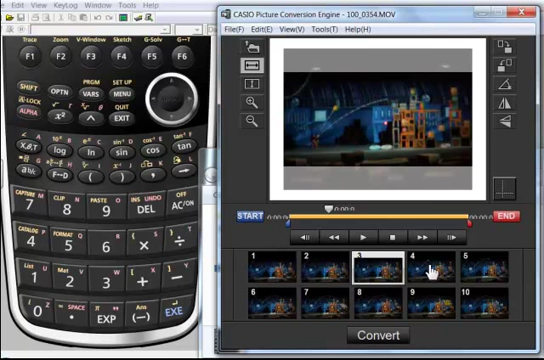 Edit View KeyLog Window Tools Help
CASIO Picture Conversion Engine - 100_0354.MOV
File(F) Edit(E) View(V) Tools(T) Help(H)
Trace Zoom V-Window Sketch G-Solv G↔T
F1 F2 F3 F4 F5 F6
PRGM SET UP
SHIFT OPTN VARS MENU
A-LOCK QUIT
ALPHA x² ^ EXIT
X,θ,T log ln sin cos tan
a b/c F↔D ( ) , →
CAPTURE CLIP PASTE INS UNDO OFF
7 8 9 DEL AC/ON
CATALOG FORMAT
4 5 6 × ÷
List Mat
1 2 3 + −
SPACE π Ans
0 . EXP (−) EXE
START END
1 2 3 4 5
6 7 8 9 10
Convert